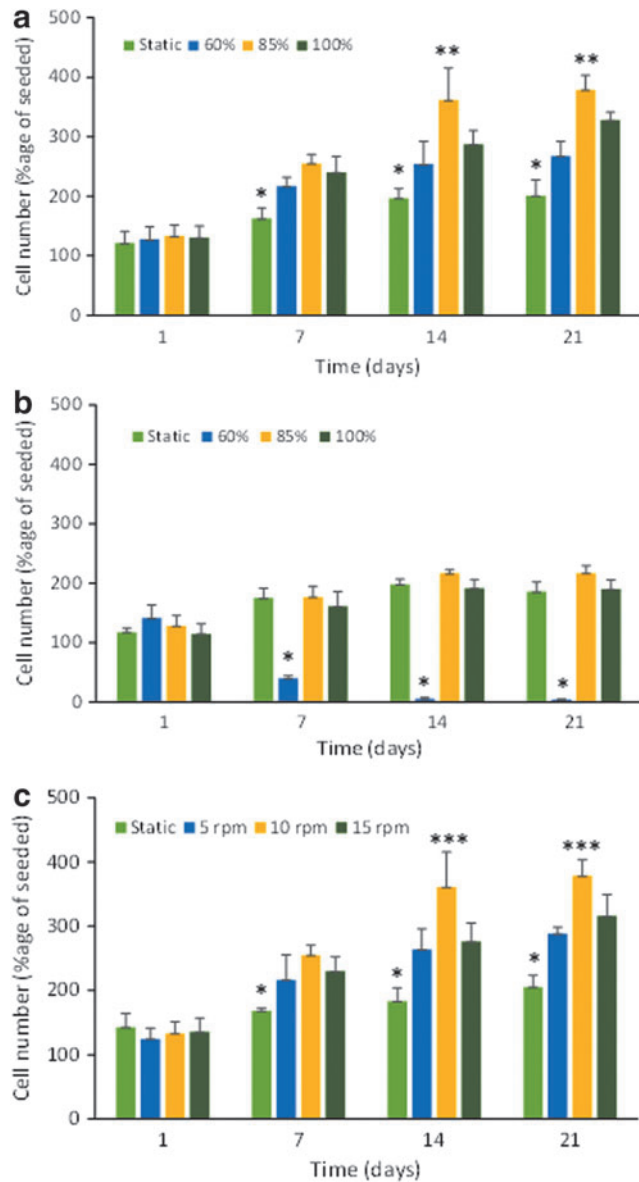 a
500
Static 60% 85% 100%
**
**
400
300
*
*
*
200
100
0
Cell number (%age of seeded)
1 7 14 21
Time (days)
b
500
Static 60% 85% 100%
400
300
200
100
*
*
*
0
Cell number (%age of seeded)
1 7 14 21
Time (days)
c
500
Static 5 rpm 10 rpm 15 rpm
***
***
400
300
*
*
*
200
100
0
Cell number (%age of seeded)
1 7 14 21
Time (days)